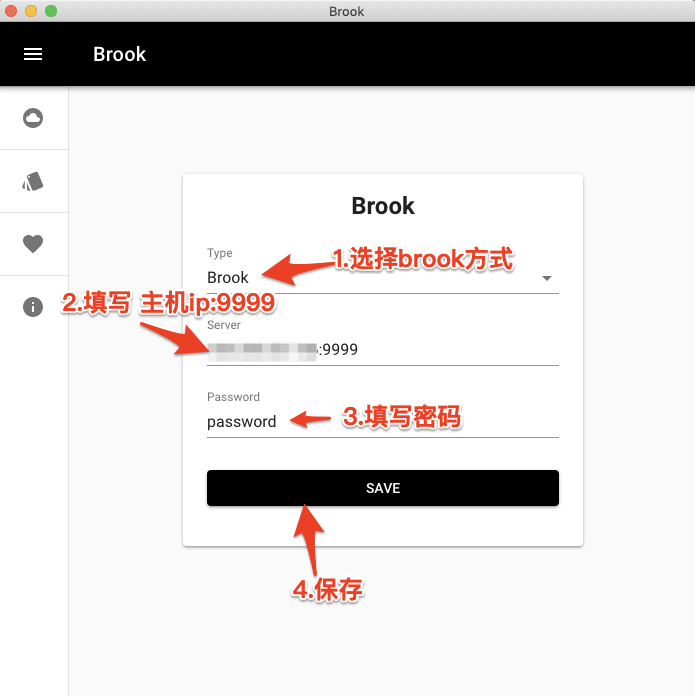 Brook
Brook
Brook
Type
1.选择brook方式
Brook
2.填写 主机ip:9999
Server
:9999
Password
3.填写密码
password
SAVE
4.保存